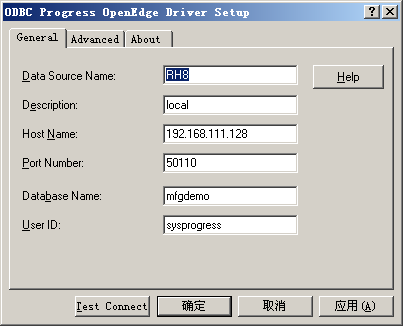 ODBC Progress OpenEdge Driver Setup
General Advanced About
Data Source Name: RH8 Help
Description: local
Host Name: 192.168.111.128
Port Number: 50110
Database Name: mfgdemo
User ID: sysprogress
Test Connect 确定 取消 应用(A)